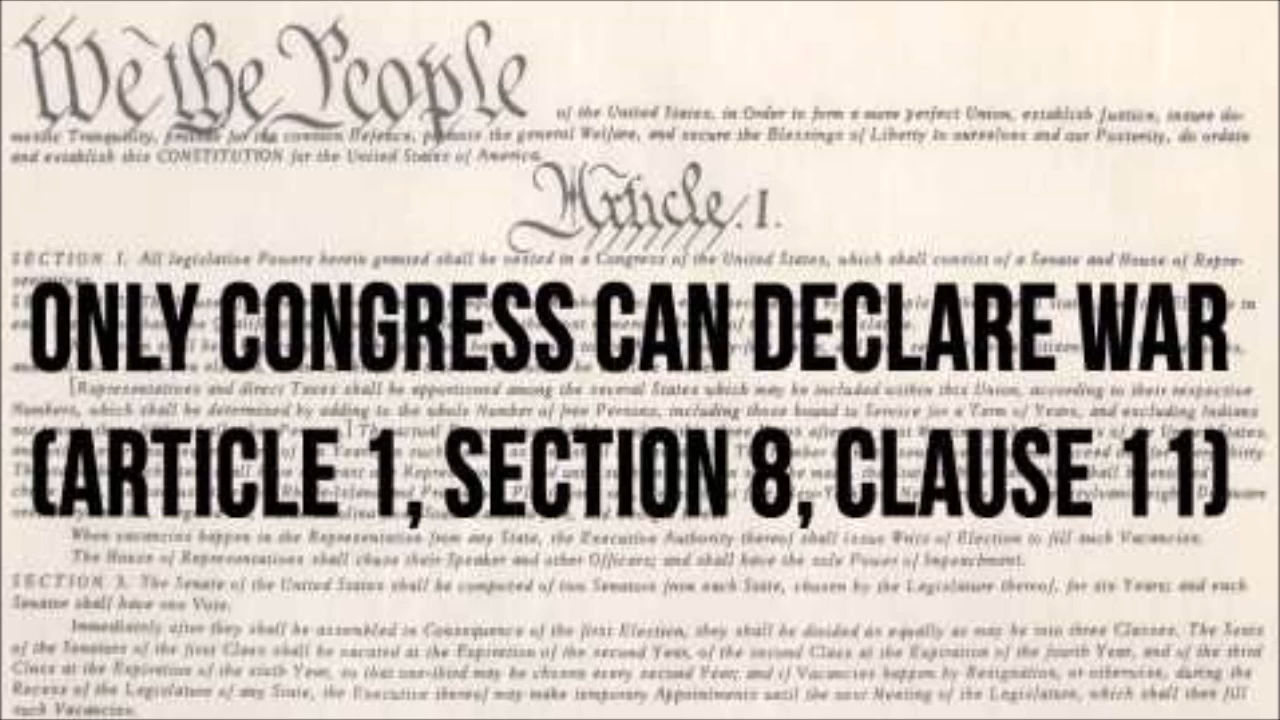 We the People
of the United States, in Order to form a more perfect Union, establish Justice, insure do-
mestic Tranquility, provide for the common Defence, promote the general Welfare, and secure the Blessings of Liberty to ourselves and our Posterity, do ordain
and establish this CONSTITUTION for the United States of America.
Article. I.
SECTION 1. All legislative Powers herein granted shall be vested in a Congress of the United States, which shall consist of a Senate and House of Repre-
ONLY CONGRESS CAN DECLARE WAR
[Representatives and direct Taxes shall be apportioned among the several States which may be included within this Union, according to their respective
Numbers, which shall be determined by adding to the whole Number of free Persons, including those bound to Service for a Term of Years, and excluding Indians
(ARTICLE 1, SECTION 8, CLAUSE 11)
When vacancies happen in the Representation from any State, the Executive Authority thereof shall issue Writs of Election to fill such Vacancies.
The House of Representatives shall chuse their Speaker and other Officers; and shall have the sole Power of Impeachment.
SECTION 3. The Senate of the United States shall be composed of two Senators from each State, chosen by the Legislature thereof, for six Years; and each
Senator shall have one Vote.
Immediately after they shall be assembled in Consequence of the first Election, they shall be divided as equally as may be into three Classes. The Seats
of the Senators of the first Class shall be vacated at the Expiration of the second Year, of the second Class at the Expiration of the fourth Year, and of the third
Class at the Expiration of the sixth Year, so that one-third may be chosen every second Year; and if Vacancies happen by Resignation, or otherwise, during the
Recess of the Legislature of any State, the Executive thereof may make temporary Appointments until the next Meeting of the Legislature, which shall then fill
such Vacancies.